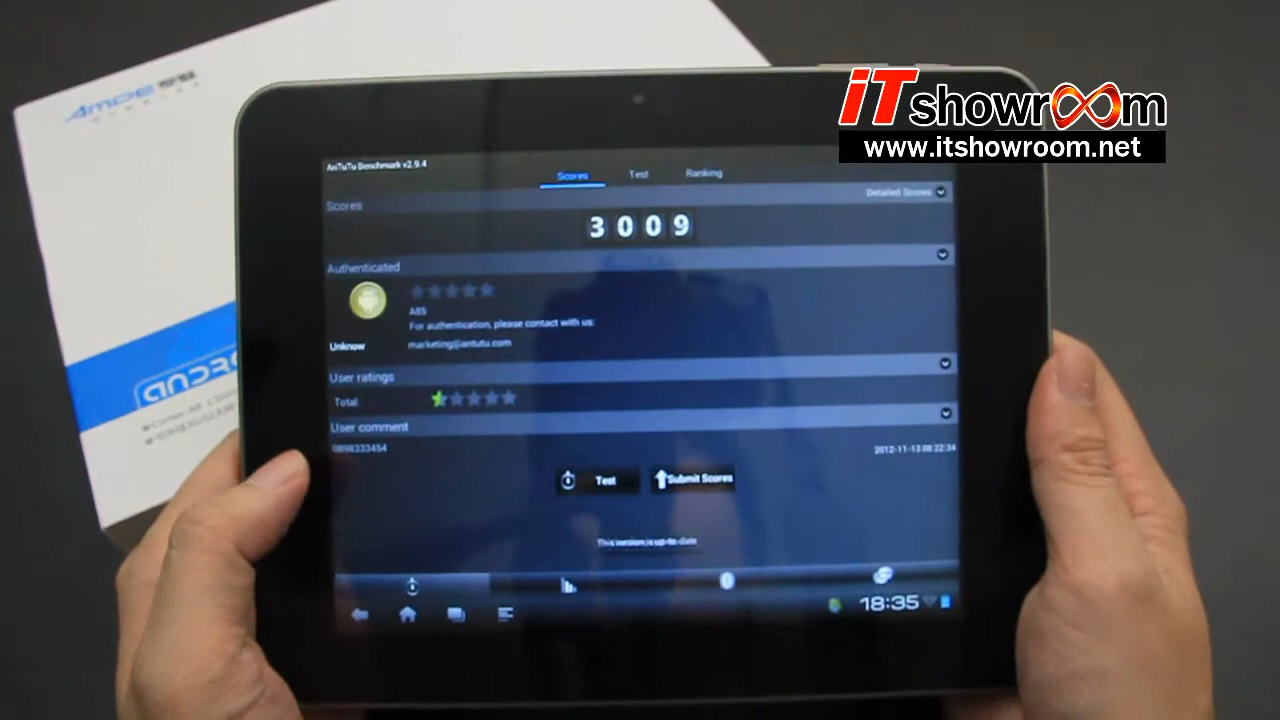 AMPE
iTshowroom
www.itshowroom.net
AnTuTu Benchmark v2.9.4
Scores Test Ranking
Scores
Detailed Scores
3009
Authenticated
A85
For authentication, please contact with us:
Unknow marketing@antutu.com
User ratings
Total:
User comment
0898333454 2012-11-13 08:22:34
Test Submit Scores
This version is up-to-date
18:35